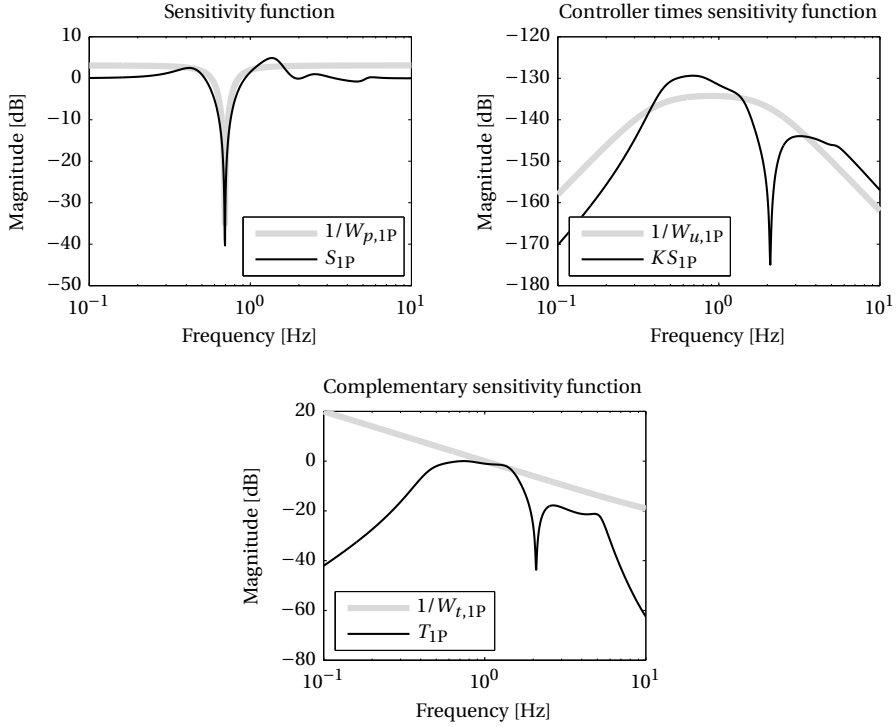 Sensitivity function
10
0
−10
−20
−30
−40
−50
Magnitude [dB]
1/W_{p,1P}
S_{1P}
10^{−1}
10^{0}
10^{1}
Frequency [Hz]
Controller times sensitivity function
−120
−130
−140
−150
−160
−170
−180
Magnitude [dB]
1/W_{u,1P}
KS_{1P}
10^{−1}
10^{0}
10^{1}
Frequency [Hz]
Complementary sensitivity function
20
0
−20
−40
−60
−80
Magnitude [dB]
1/W_{t,1P}
T_{1P}
10^{−1}
10^{0}
10^{1}
Frequency [Hz]